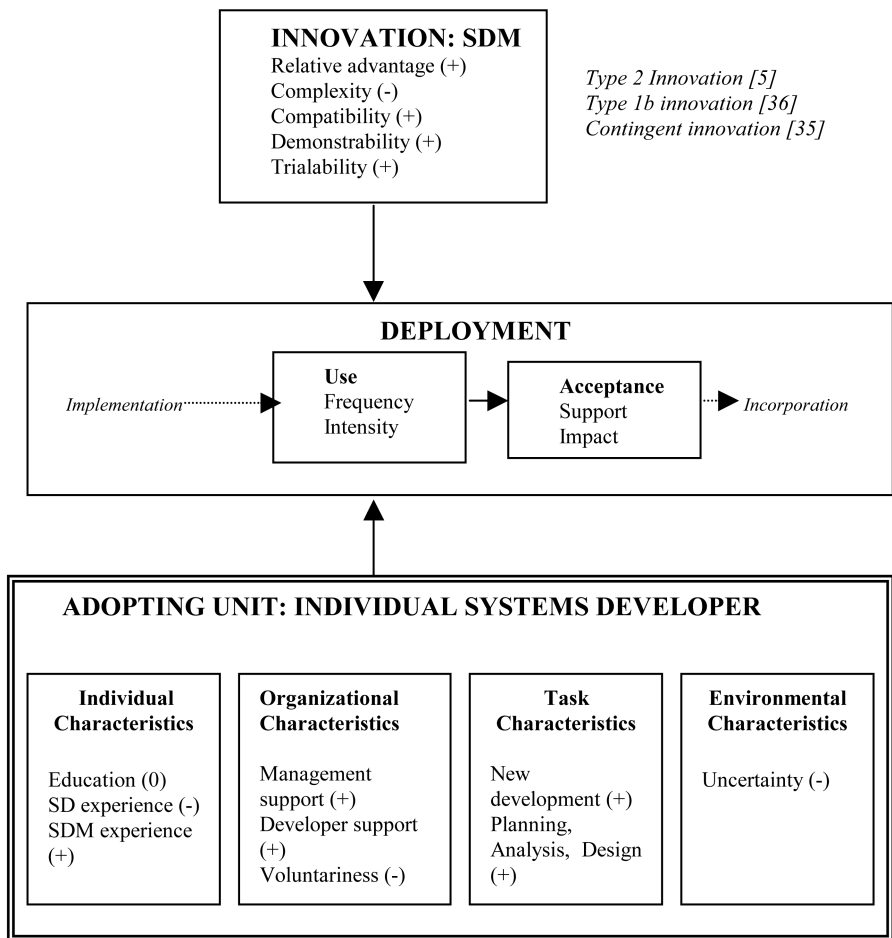 INNOVATION: SDM
Relative advantage (+)
Complexity (-)
Compatibility (+)
Demonstrability (+)
Trialability (+)
Type 2 Innovation [5]
Type 1b innovation [36]
Contingent innovation [35]
DEPLOYMENT
Implementation
Use
Frequency
Intensity
Acceptance
Support
Impact
Incorporation
ADOPTING UNIT: INDIVIDUAL SYSTEMS DEVELOPER
Individual
Characteristics
Education (0)
SD experience (-)
SDM experience
(+)
Organizational
Characteristics
Management
support (+)
Developer support
(+)
Voluntariness (-)
Task
Characteristics
New
development (+)
Planning,
Analysis, Design
(+)
Environmental
Characteristics
Uncertainty (-)